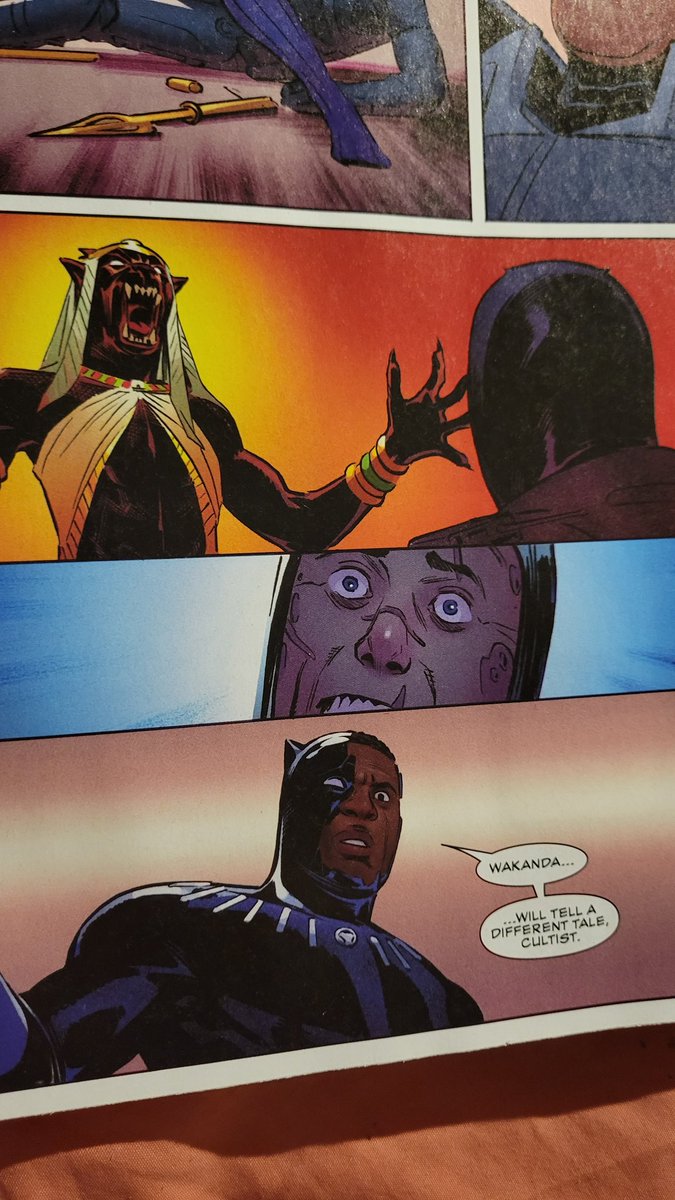 WAKANDA...
...WILL TELL A
DIFFERENT TALE,
CULTIST.